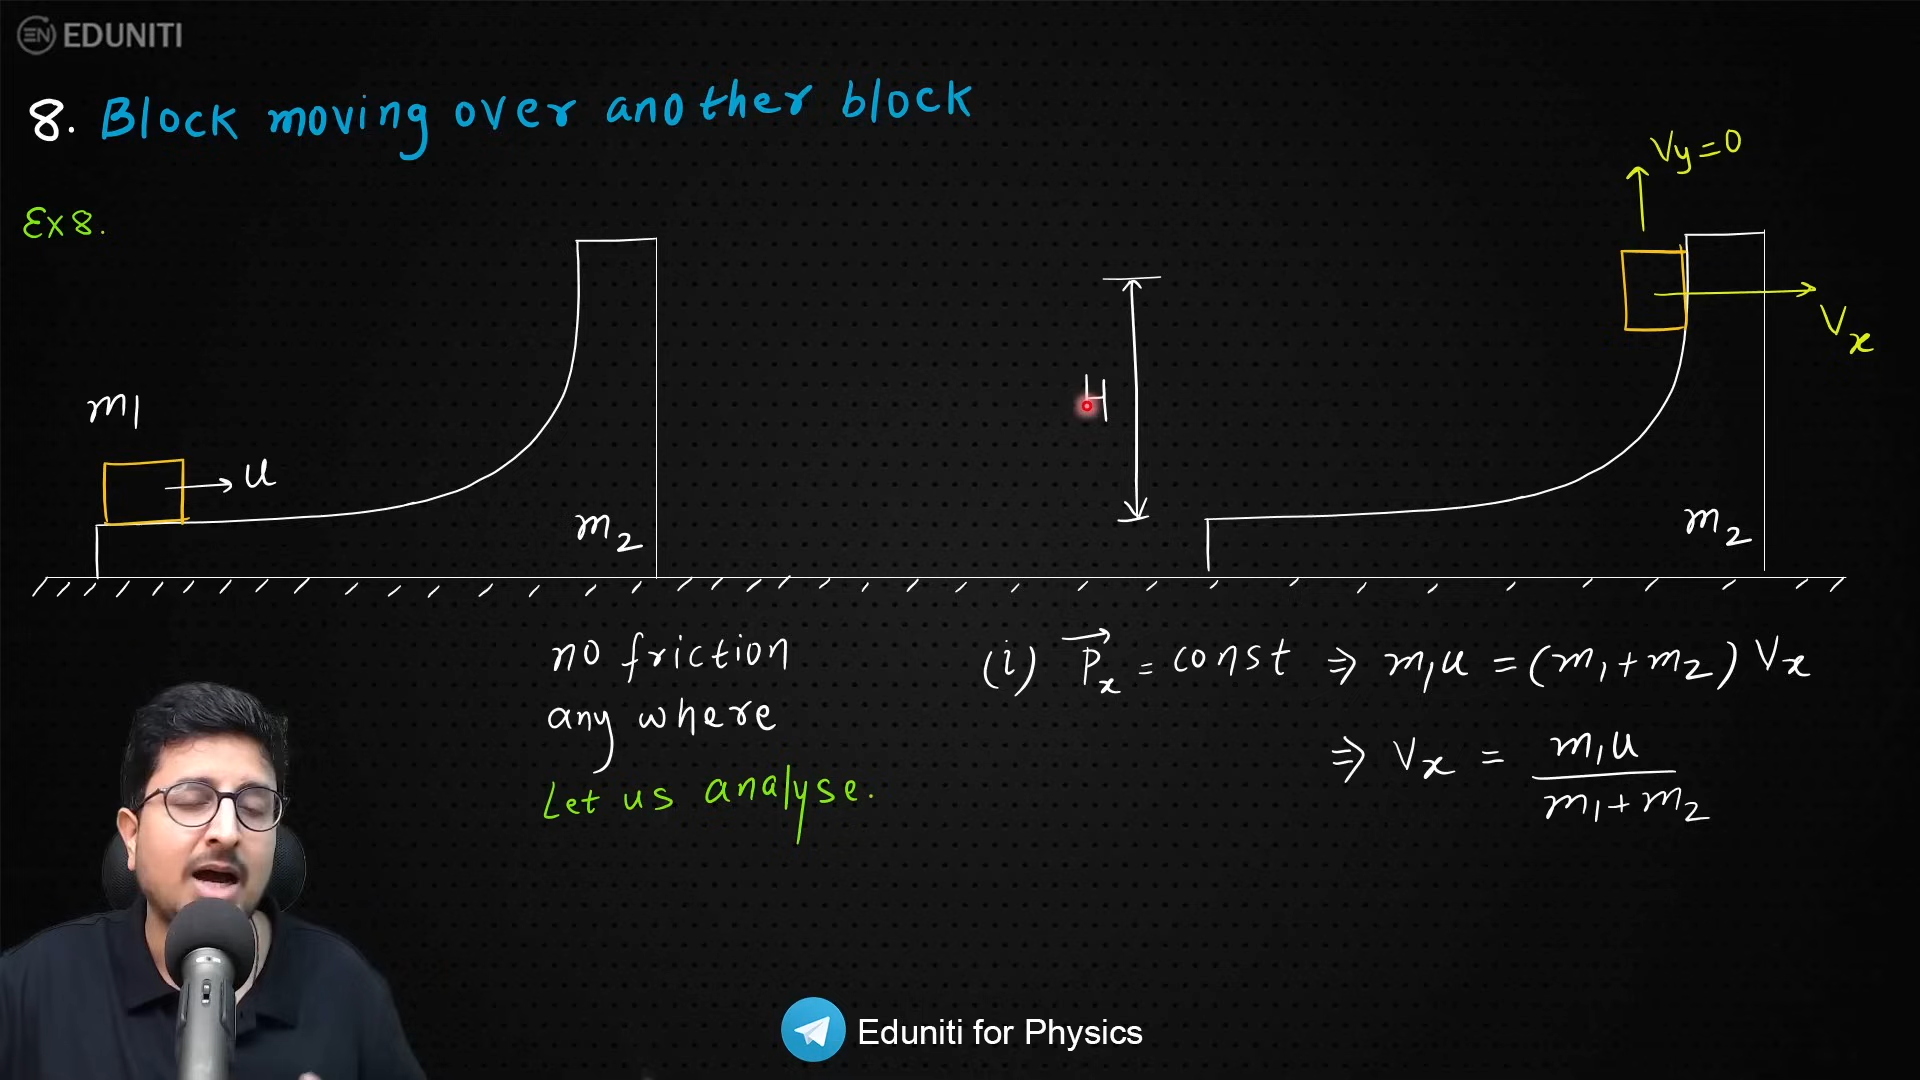 EN EDUNITI
8. Block moving over another block
Ex 8.
Vy=0
Vx
H
m1
u
m2
m2
no friction
any where
Let us analyse.
(i) P⃗x = const ⇒ m1u = (m1+m2) Vx
⇒ Vx = m1u / m1+m2
Eduniti for Physics